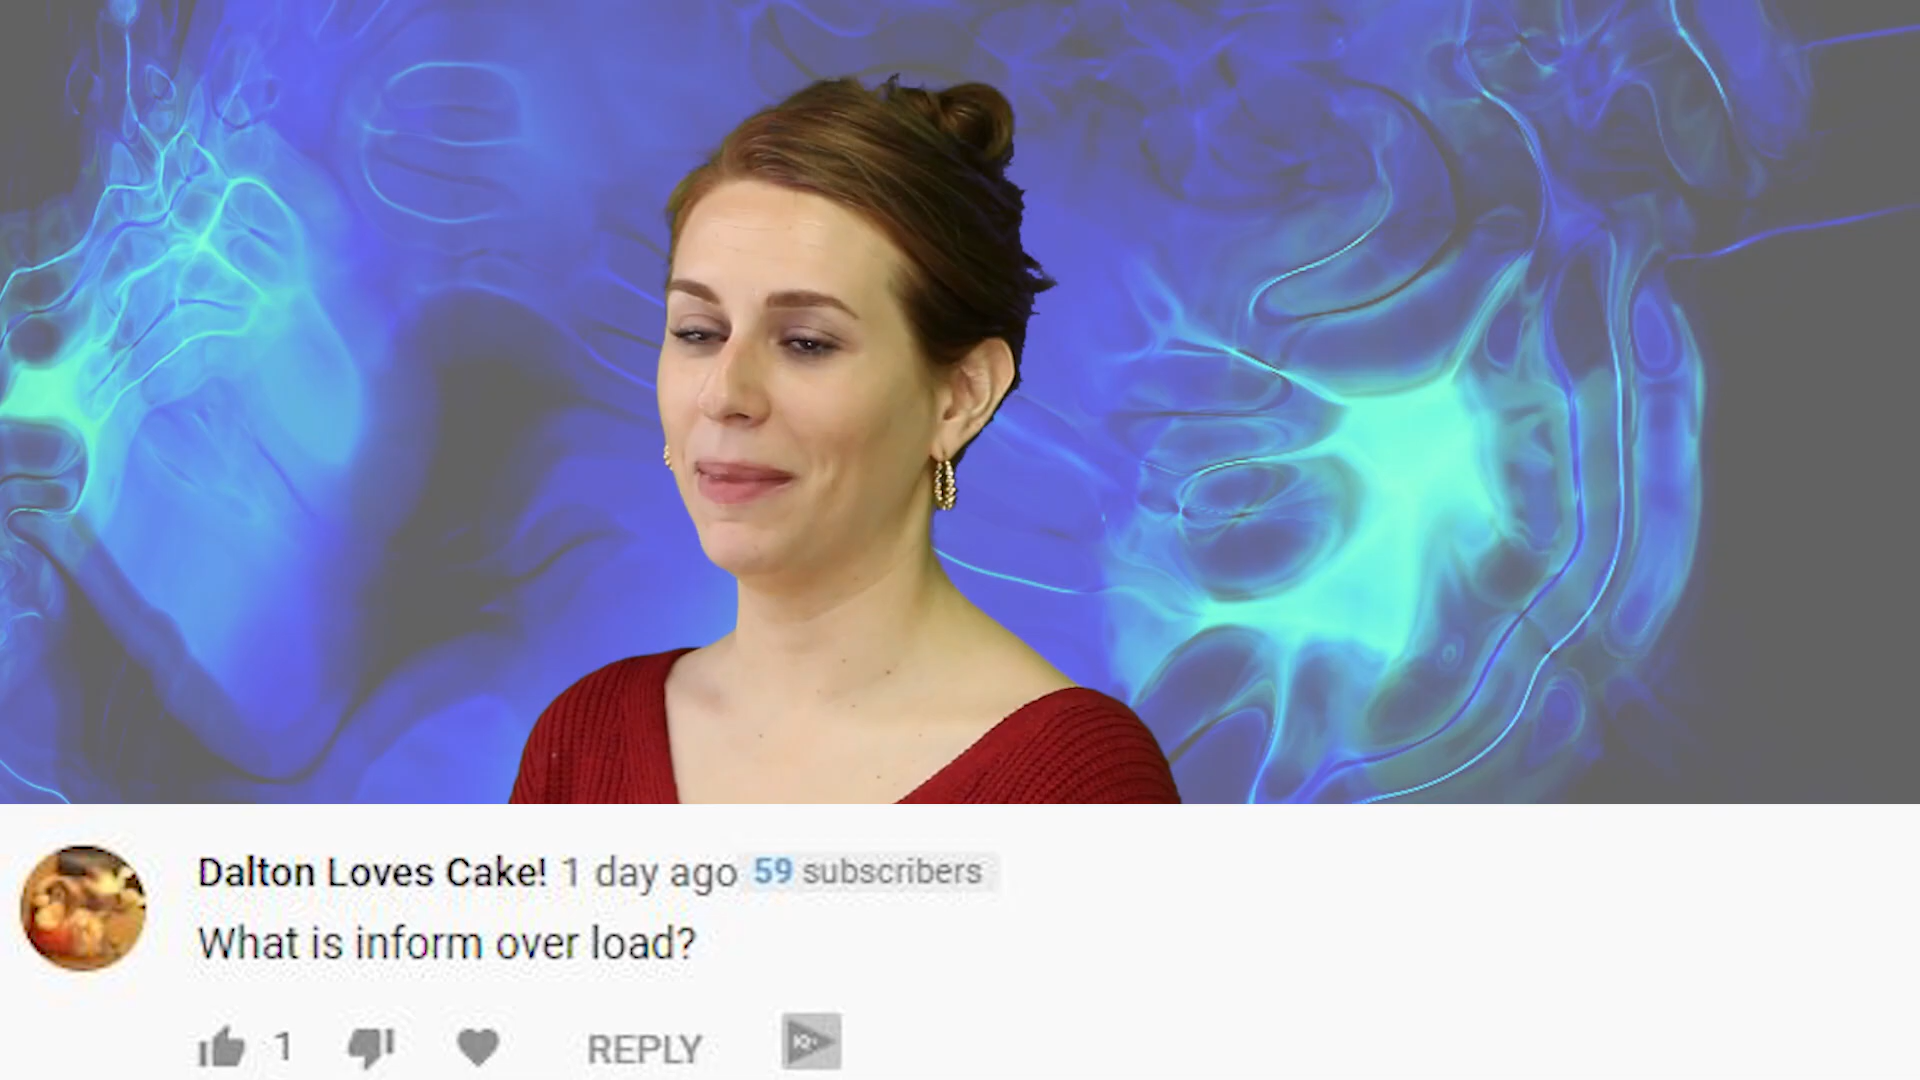 Dalton Loves Cake! 1 day ago 59 subscribers
What is inform over load?
1 REPLY